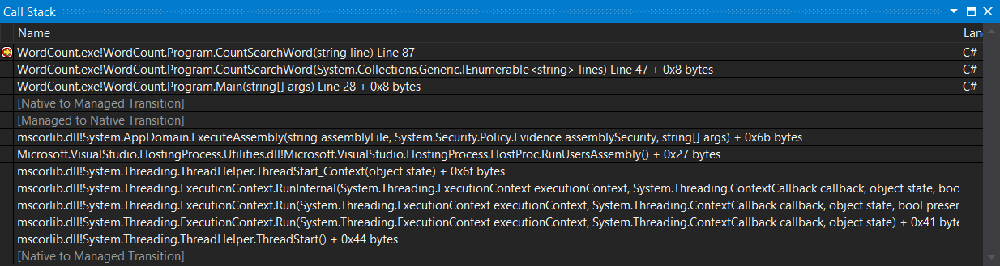 Call Stack
Name Lang
WordCount.exe!WordCount.Program.CountSearchWord(string line) Line 87 C#
WordCount.exe!WordCount.Program.CountSearchWord(System.Collections.Generic.IEnumerable<string> lines) Line 47 + 0x8 bytes C#
WordCount.exe!WordCount.Program.Main(string[] args) Line 28 + 0x8 bytes C#
[Native to Managed Transition]
[Managed to Native Transition]
mscorlib.dll!System.AppDomain.ExecuteAssembly(string assemblyFile, System.Security.Policy.Evidence assemblySecurity, string[] args) + 0x6b bytes
Microsoft.VisualStudio.HostingProcess.Utilities.dll!Microsoft.VisualStudio.HostingProcess.HostProc.RunUsersAssembly() + 0x27 bytes
mscorlib.dll!System.Threading.ThreadHelper.ThreadStart_Context(object state) + 0x6f bytes
mscorlib.dll!System.Threading.ExecutionContext.RunInternal(System.Threading.ExecutionContext executionContext, System.Threading.ContextCallback callback, object state, boo
mscorlib.dll!System.Threading.ExecutionContext.Run(System.Threading.ExecutionContext executionContext, System.Threading.ContextCallback callback, object state, bool preser
mscorlib.dll!System.Threading.ExecutionContext.Run(System.Threading.ExecutionContext executionContext, System.Threading.ContextCallback callback, object state) + 0x41 byte
mscorlib.dll!System.Threading.ThreadHelper.ThreadStart() + 0x44 bytes
[Native to Managed Transition]